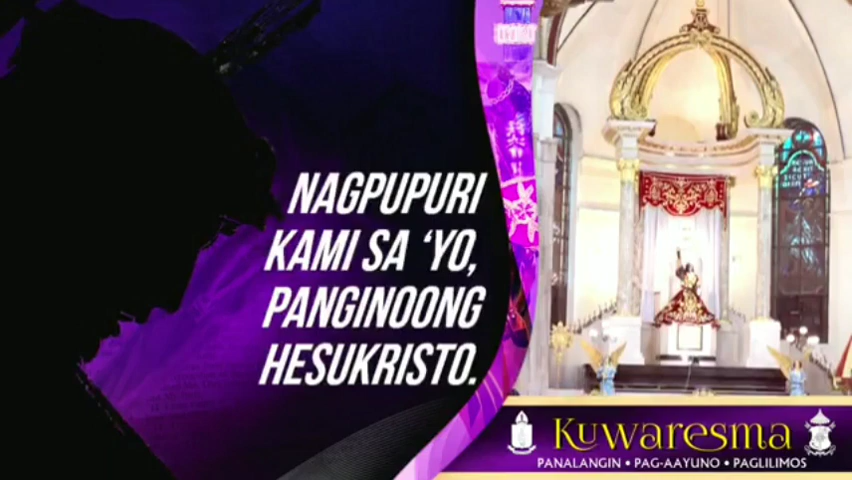 NAGPUPURI
KAMI SA ‘YO,
PANGINOONG
HESUKRISTO.
Kuwaresma
PANALANGIN • PAG-AAYUNO • PAGLILIMOS